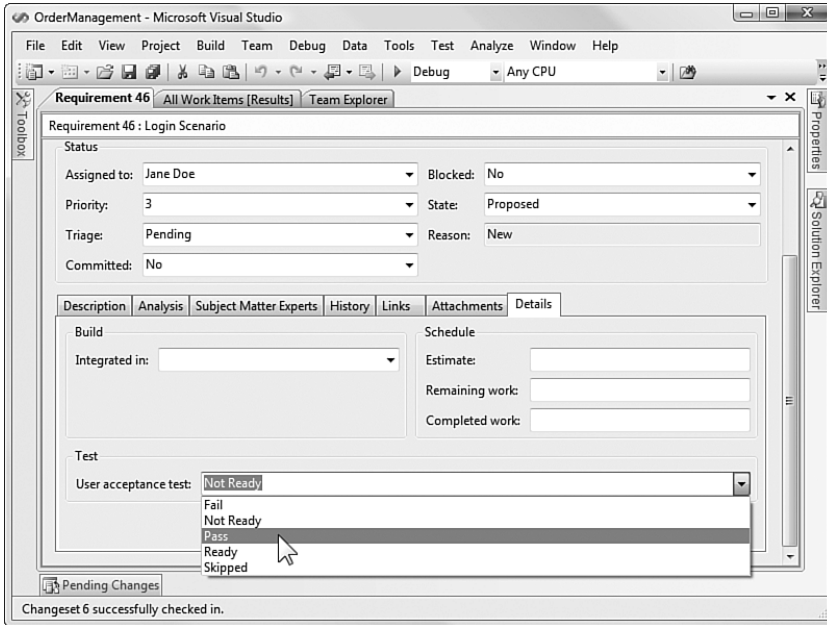 OrderManagement - Microsoft Visual Studio
File Edit View Project Build Team Debug Data Tools Test Analyze Window Help
Debug Any CPU
Toolbox
Requirement 46 All Work Items [Results] Team Explorer
Properties
Solution Explorer
Requirement 46 : Login Scenario
Status
Assigned to: Jane Doe Blocked: No
Priority: 3 State: Proposed
Triage: Pending Reason: New
Committed: No
Description Analysis Subject Matter Experts History Links Attachments Details
Build Schedule
Integrated in: Estimate:
Remaining work:
Completed work:
Test
User acceptance test: Not Ready
Fail
Not Ready
Pass
Ready
Skipped
Pending Changes
Changeset 6 successfully checked in.